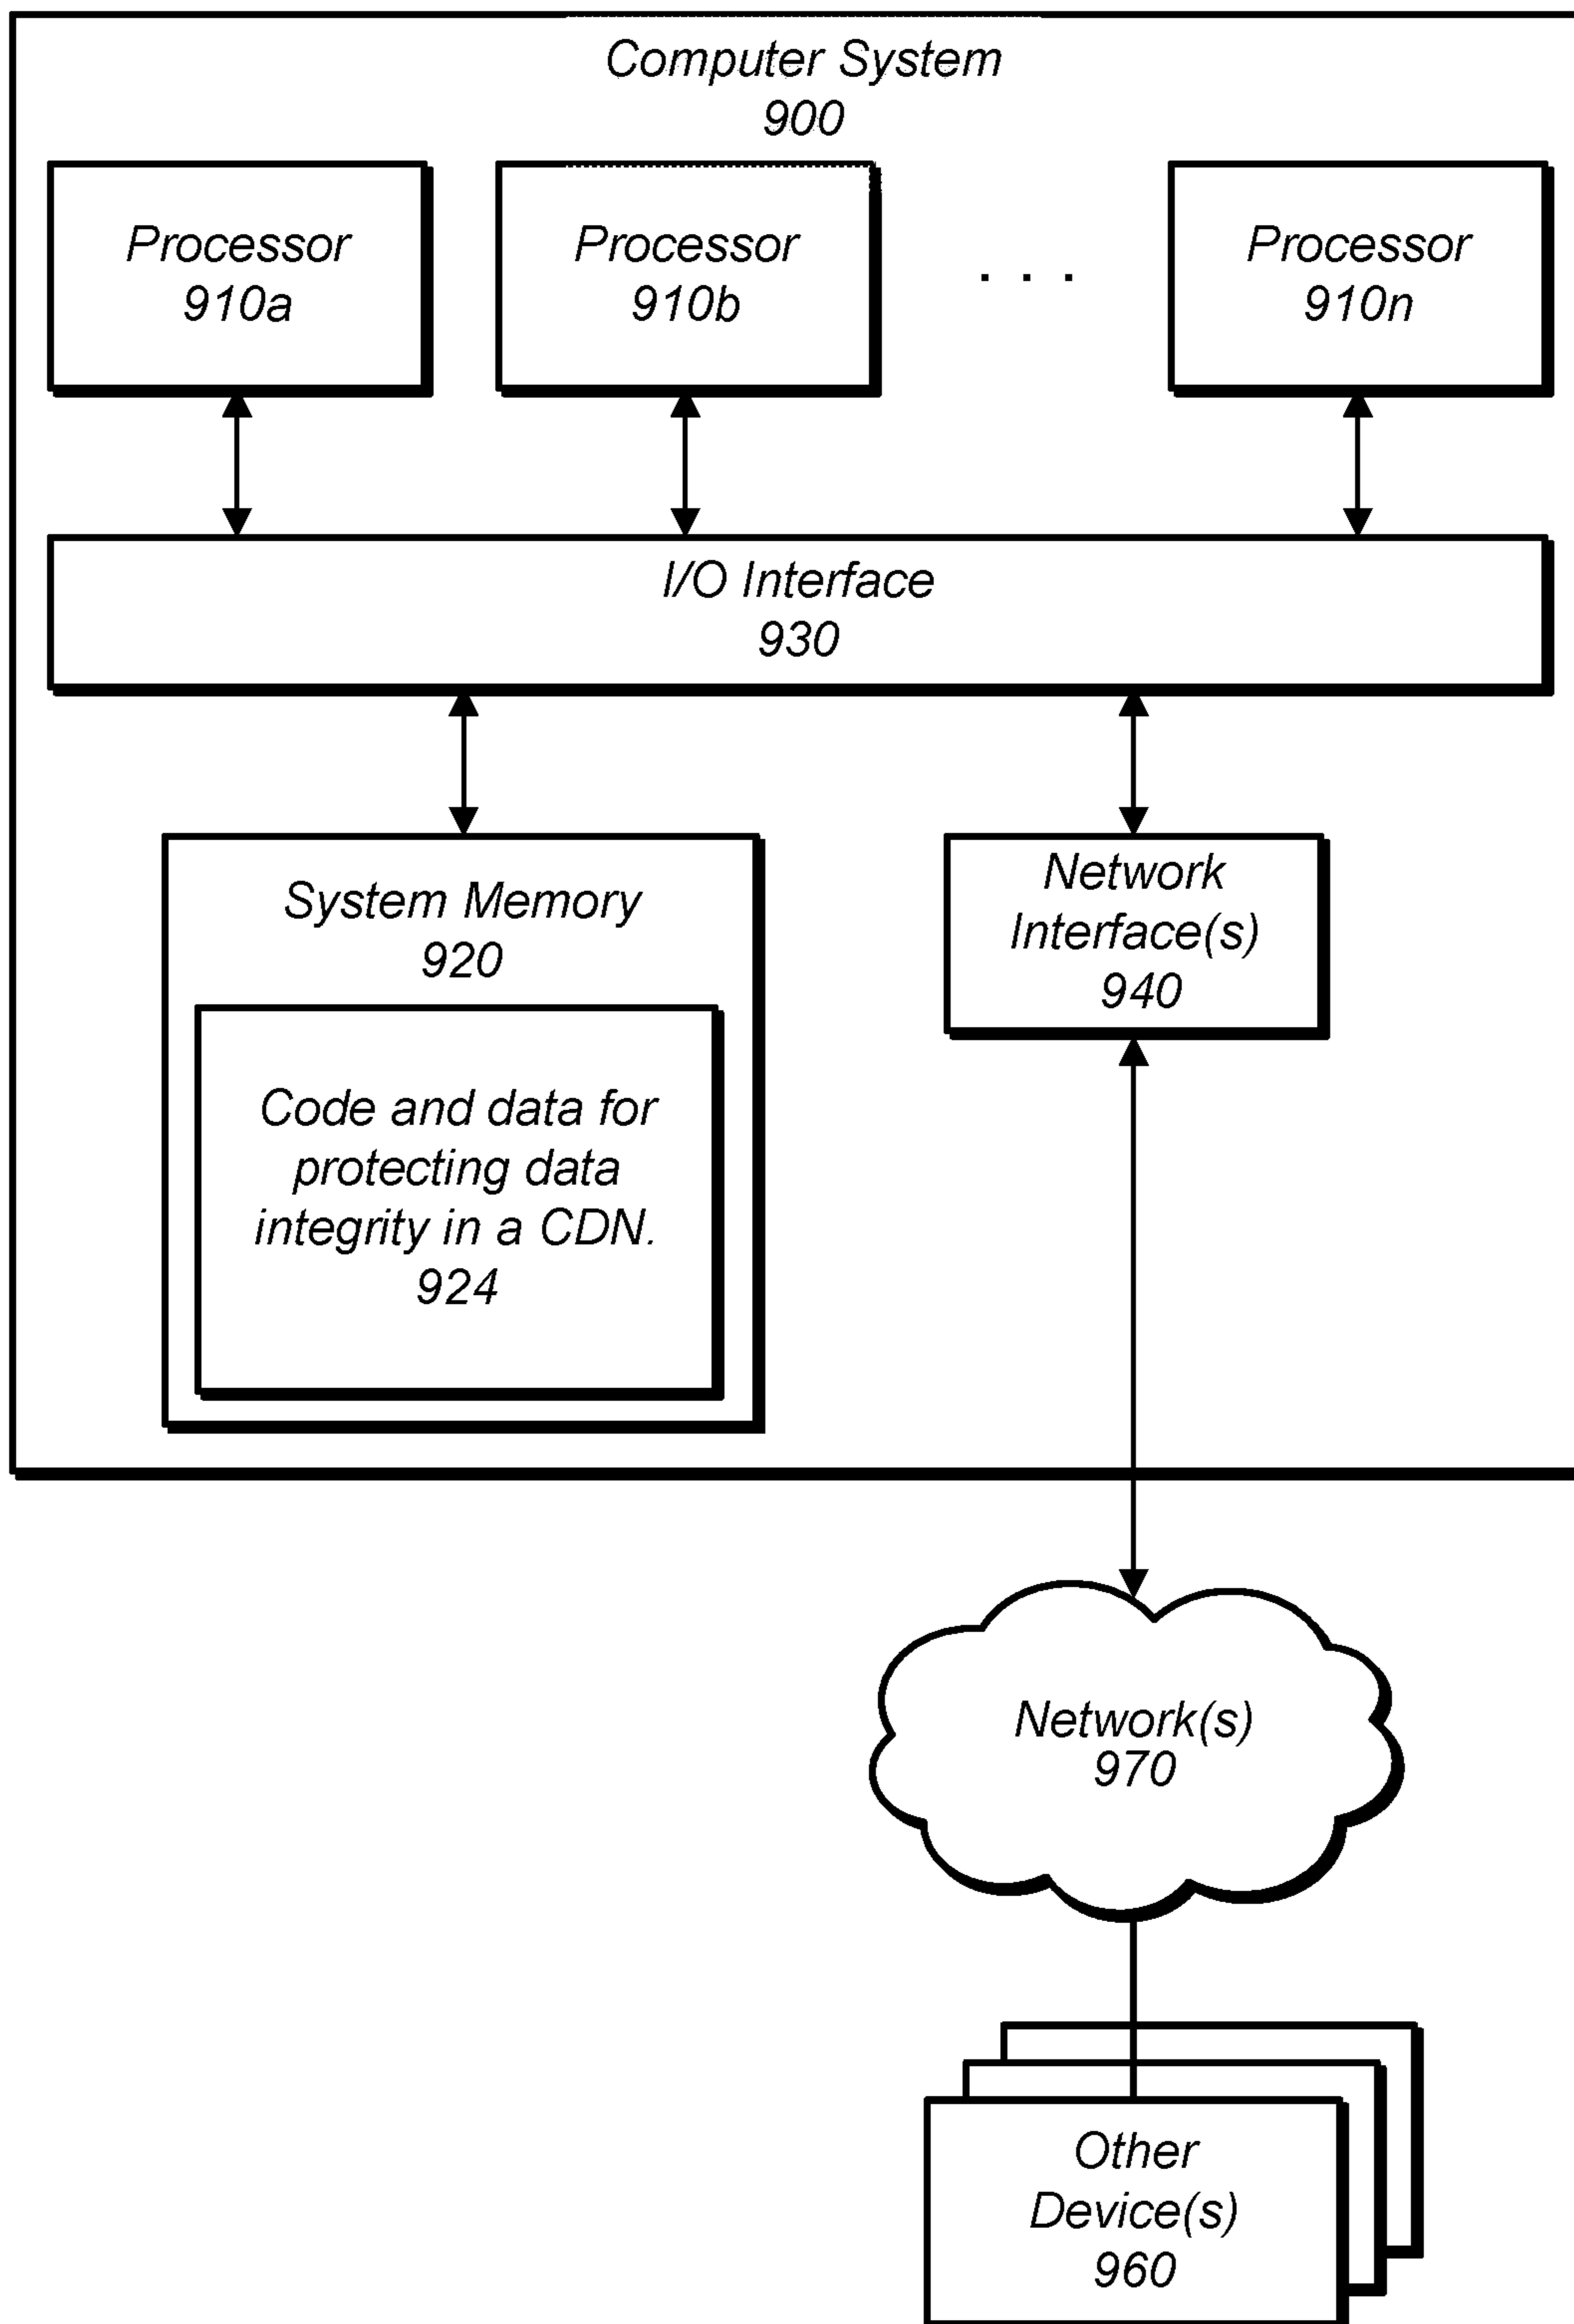 Computer System
900
Processor
910a
Processor
910b
. . .
Processor
910n
I/O Interface
930
System Memory
920
Code and data for
protecting data
integrity in a CDN.
924
Network
Interface(s)
940
Network(s)
970
Other
Device(s)
960